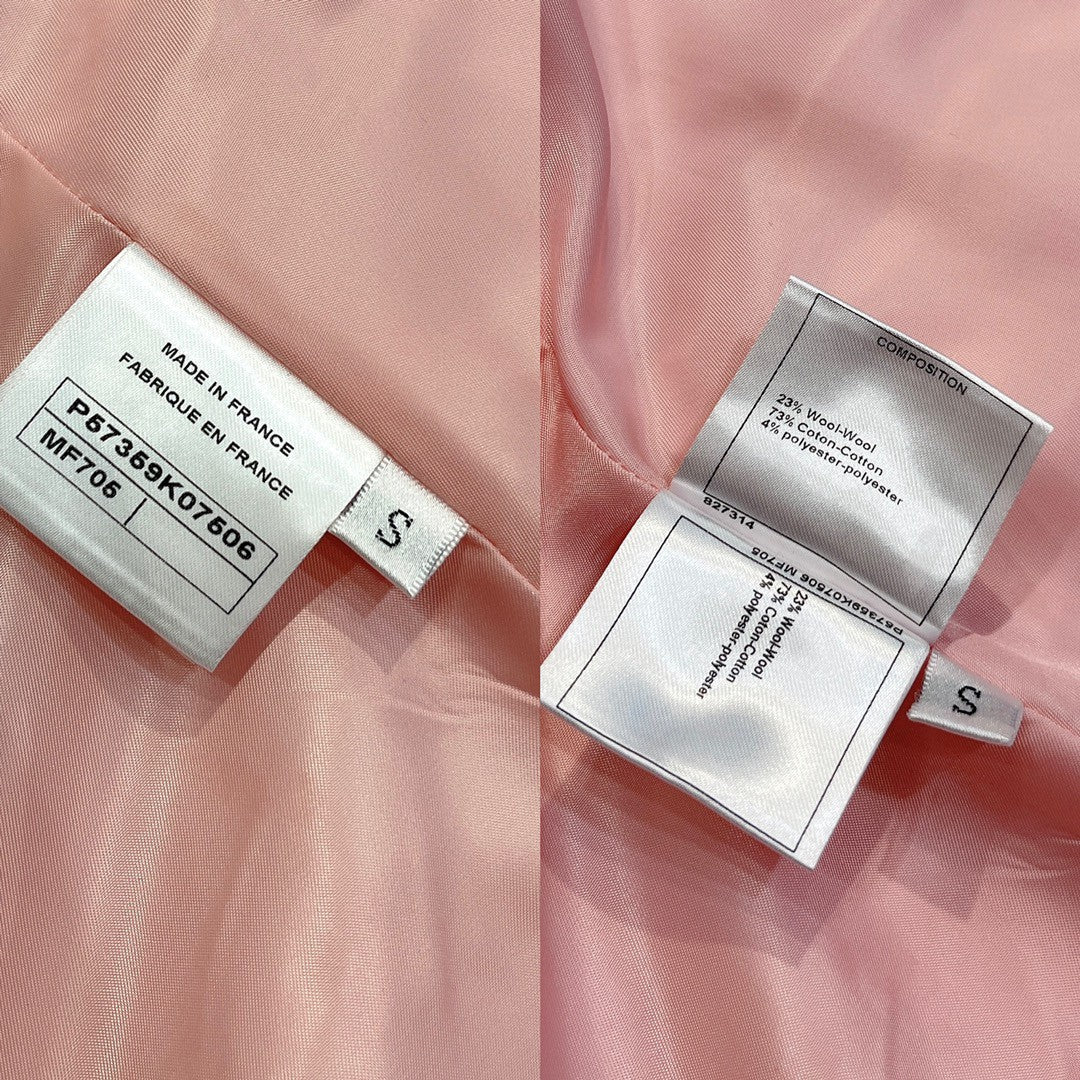 MADE IN FRANCE
FABRIQUE EN FRANCE
P57359K07506
MF705
S
COMPOSITION
23% Wool-Wool
73% Coton-Cotton
4% polyester-polyester
827314
P57359K07506 MF705
23% Wool-Wool
73% Coton-Cotton
4% polyester-polyester
S